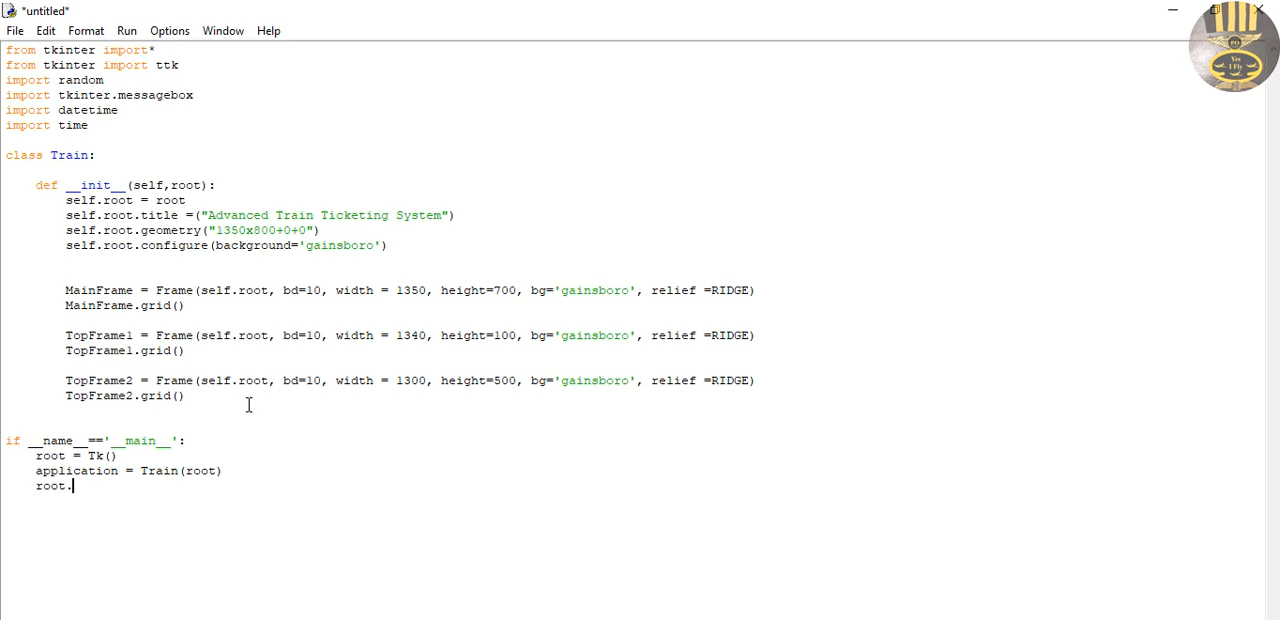 *untitled*
File Edit Format Run Options Window Help
from tkinter import*
from tkinter import ttk
import random
import tkinter.messagebox
import datetime
import time
class Train:
def __init__(self,root):
self.root = root
self.root.title =("Advanced Train Ticketing System")
self.root.geometry("1350x800+0+0")
self.root.configure(background='gainsboro')
MainFrame = Frame(self.root, bd=10, width = 1350, height=700, bg='gainsboro', relief =RIDGE)
MainFrame.grid()
TopFrame1 = Frame(self.root, bd=10, width = 1340, height=100, bg='gainsboro', relief =RIDGE)
TopFrame1.grid()
TopFrame2 = Frame(self.root, bd=10, width = 1300, height=500, bg='gainsboro', relief =RIDGE)
TopFrame2.grid()
if __name__=='__main__':
root = Tk()
application = Train(root)
root.
Yes
I Fly